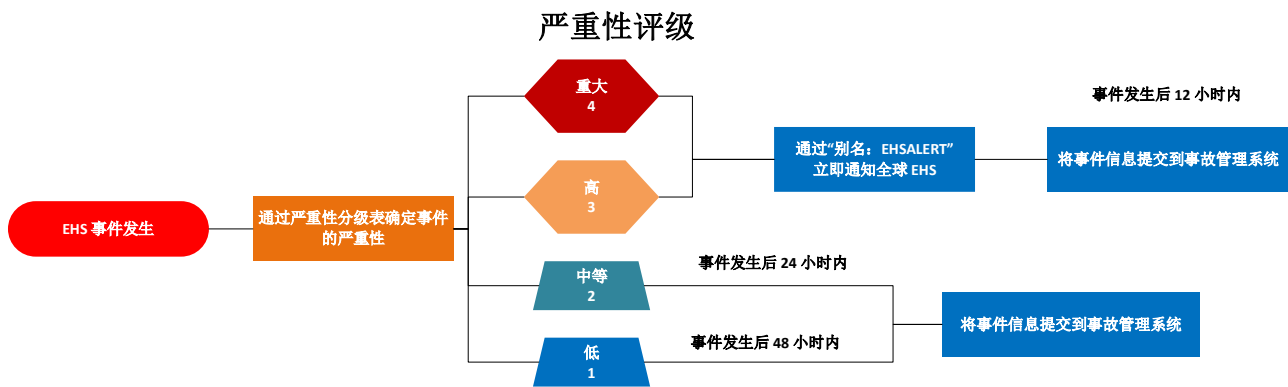 严重性评级
重大
4
事件发生后 12 小时内
通过“别名：EHSALERT”
立即通知全球 EHS
将事件信息提交到事故管理系统
高
3
EHS 事件发生
通过严重性分级表确定事件
的严重性
中等
2
事件发生后 24 小时内
将事件信息提交到事故管理系统
低
1
事件发生后 48 小时内